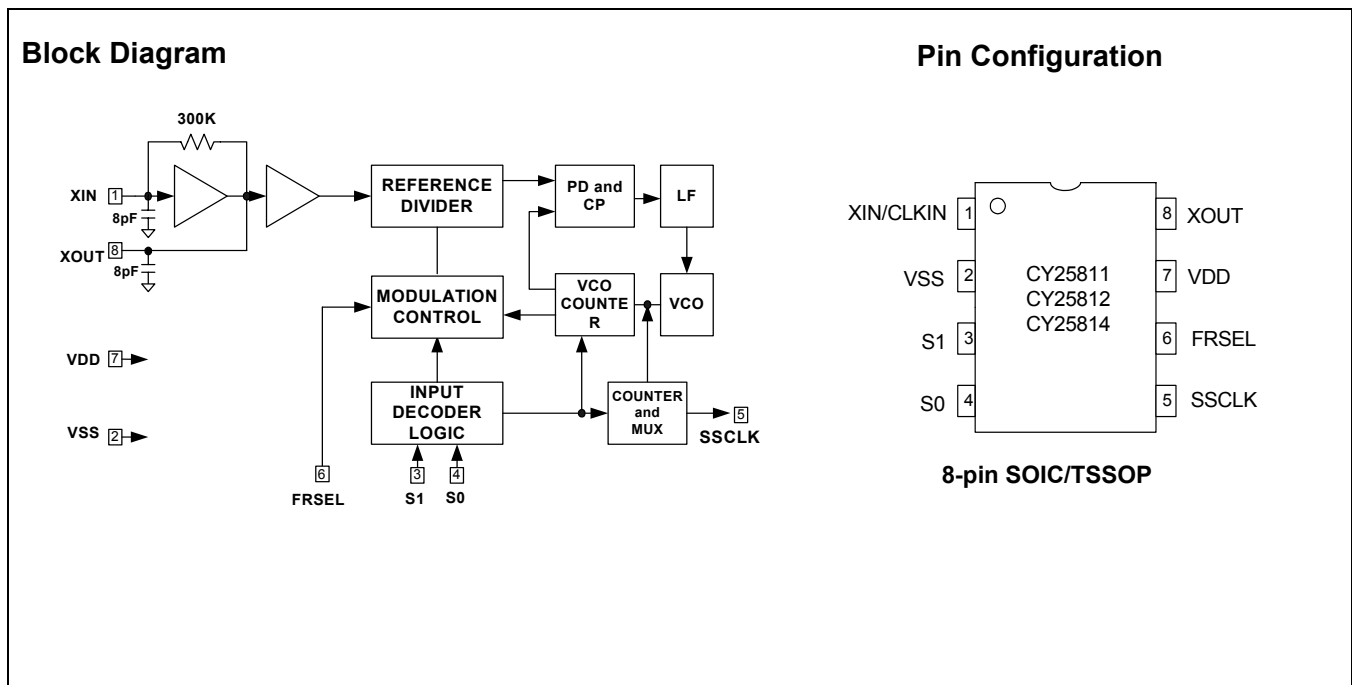 Block Diagram
Pin Configuration
300K
XIN
1
8pF
XOUT
8
8pF
REFERENCE
DIVIDER
PD and
CP
LF
MODULATION
CONTROL
VCO
COUNTE
R
VCO
VDD
7
VSS
2
INPUT
DECODER
LOGIC
COUNTER
and
MUX
5
SSCLK
6
FRSEL
3
S1
4
S0
XIN/CLKIN
1
VSS
2
S1
3
S0
4
CY25811
CY25812
CY25814
8
XOUT
7
VDD
6
FRSEL
5
SSCLK
8-pin SOIC/TSSOP